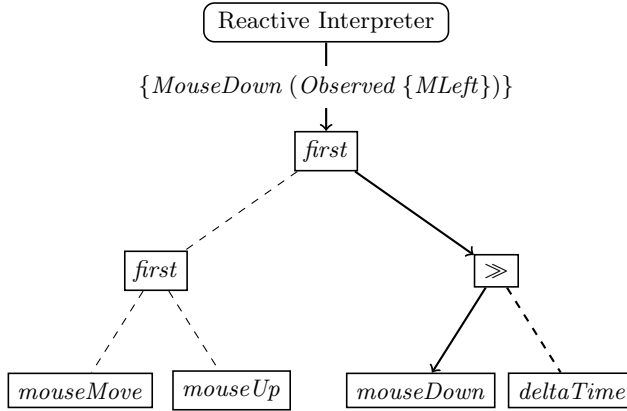 Reactive Interpreter
{MouseDown (Observed {MLeft})}
first
first
≫
mouseMove
mouseUp
mouseDown
deltaTime